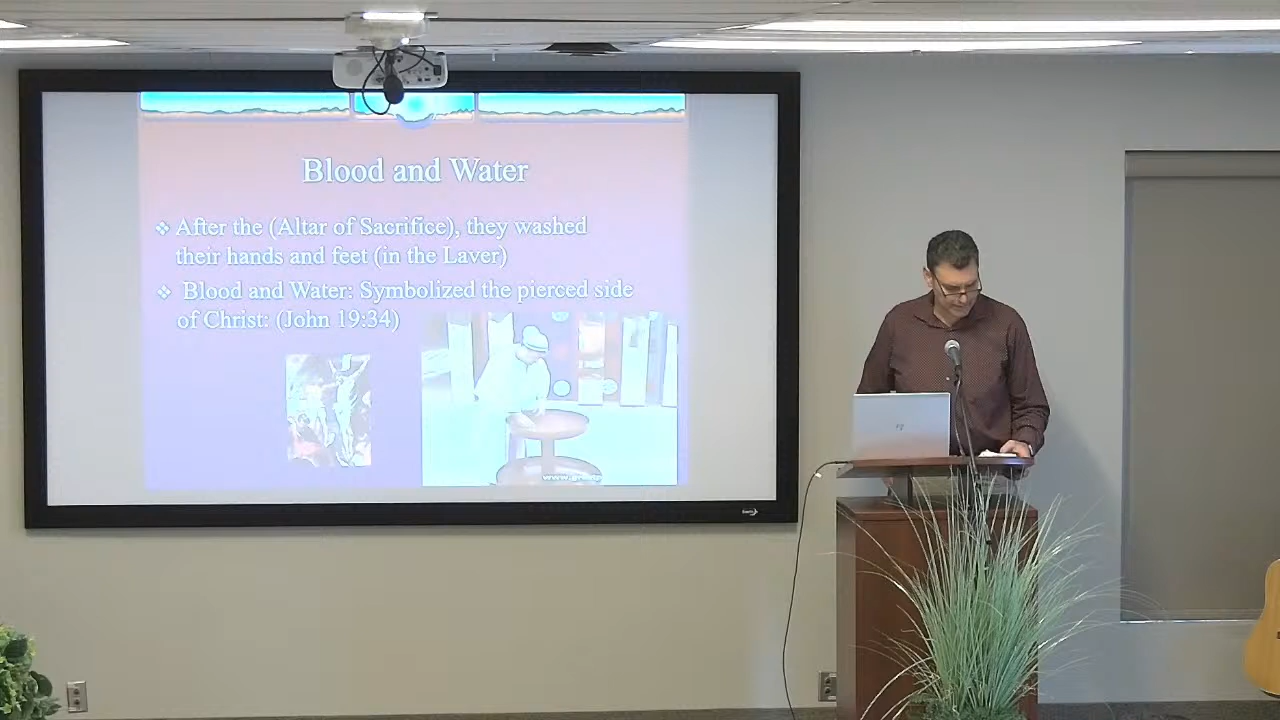 Blood and Water
❖ After the (Altar of Sacrifice), they washed
their hands and feet (in the Laver)
❖ Blood and Water: Symbolized the pierced side
of Christ: (John 19:34)
hp